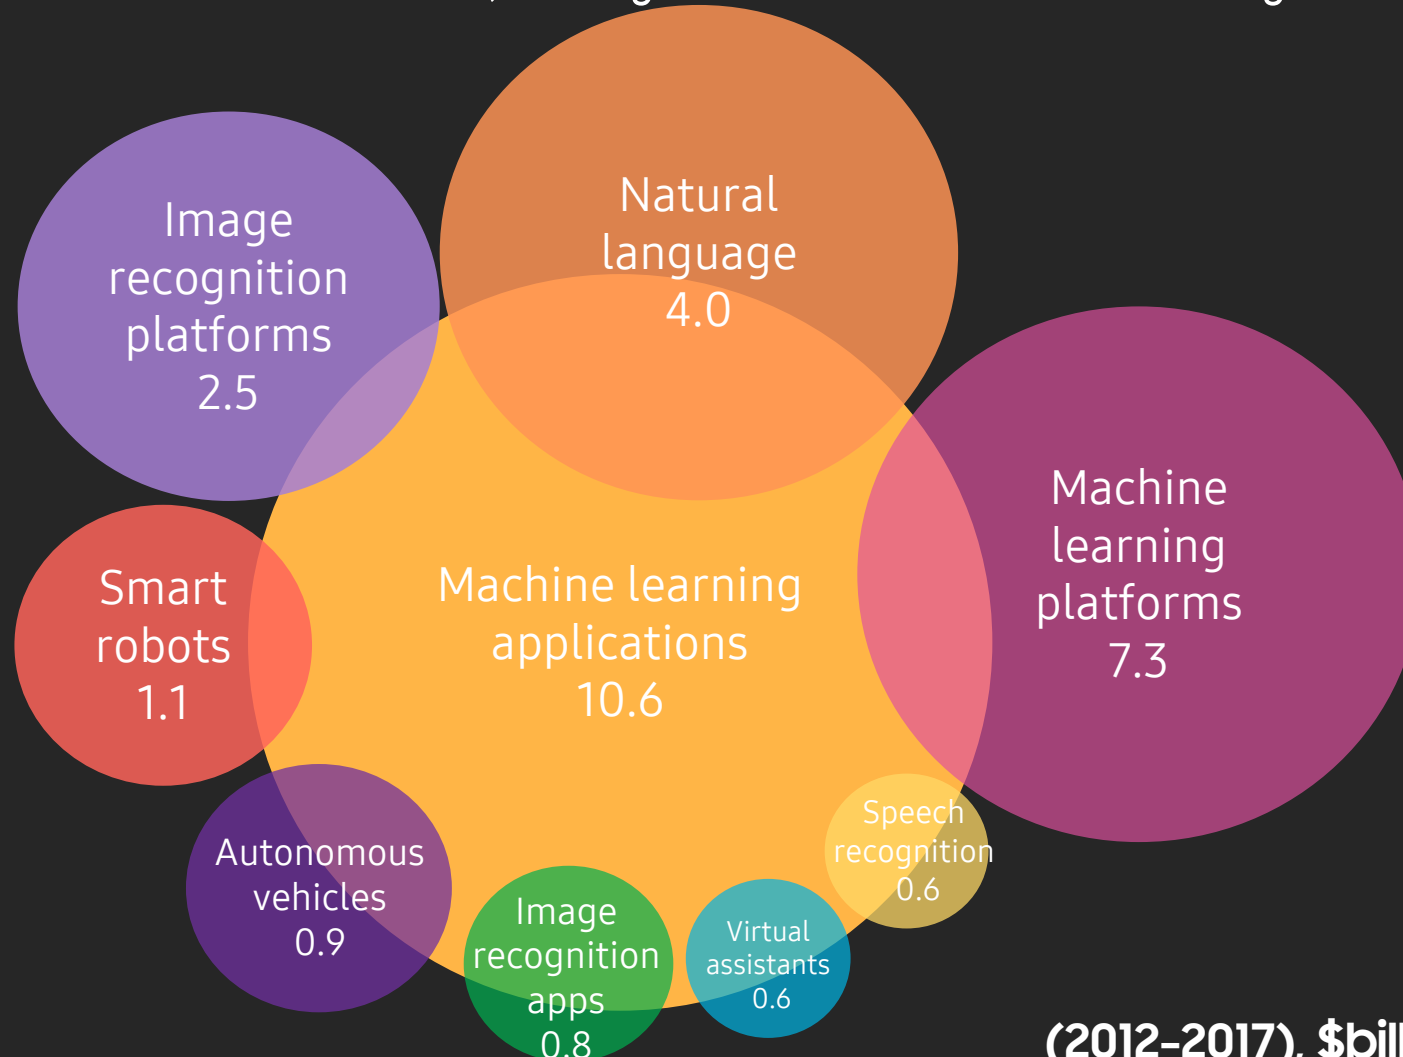 Image
recognition
platforms
2.5
Natural
language
4.0
Machine
learning
platforms
7.3
Smart
robots
1.1
Machine learning
applications
10.6
Autonomous
vehicles
0.9
Image
recognition
apps
0.8
Virtual
assistants
0.6
Speech
recognition
0.6
(2012-2017), $bill